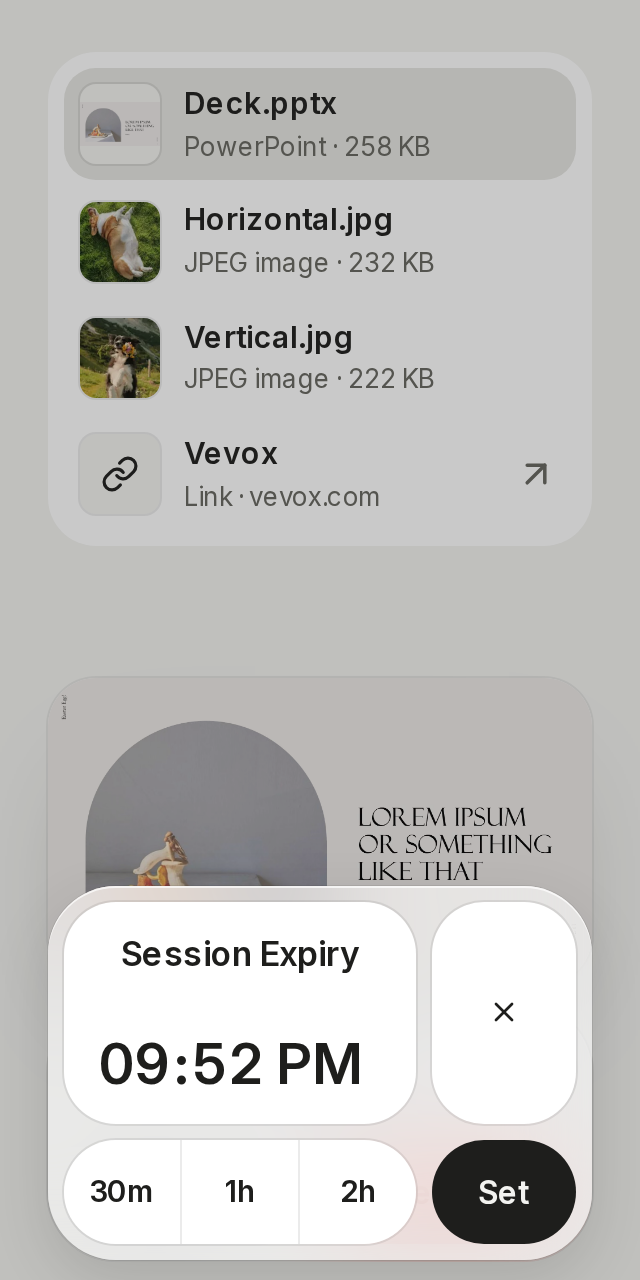 Deck.pptx
PowerPoint · 258 KB
Horizontal.jpg
JPEG image · 232 KB
Vertical.jpg
JPEG image · 222 KB
Vevox
Link · vevox.com
LOREM IPSUM
OR SOMETHING
LIKE THAT
Session Expiry
09:52 PM
30m
1h
2h
Set